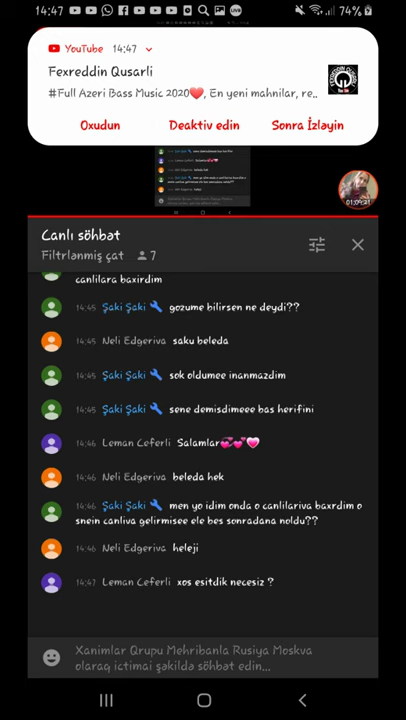 14:47
74%
YouTube 14:47
Fexreddin Qusarli
#Full Azeri Bass Music 2020❤️, En yeni mahnilar, re..
Oxudun Deaktiv edin Sonra İzləyin
01:09:21
Canlı söhbət
Filtrlənmiş çat 7
canlilara baxirdim
14:45 Şaki Şaki gozume bilirsen ne deydi??
14:45 Neli Edgeriva saku beleda
14:45 Şaki Şaki sok oldumee inanmazdim
14:45 Şaki Şaki sene demisdimeee bas herifini
14:46 Leman Ceferli Salamlar💞💞💗
14:46 Neli Edgeriva beleda hek
14:46 Şaki Şaki men yo idim onda o canlilariva baxrdim o
snein canliva gelirmisee ele bes sonradana noldu??
14:46 Neli Edgeriva heleji
14:47 Leman Ceferli xos esitdik necesiz ?
Xanimlar Qrupu Mehribanla Rusiya Moskva
olaraq ictimai şəkildə söhbət edin...